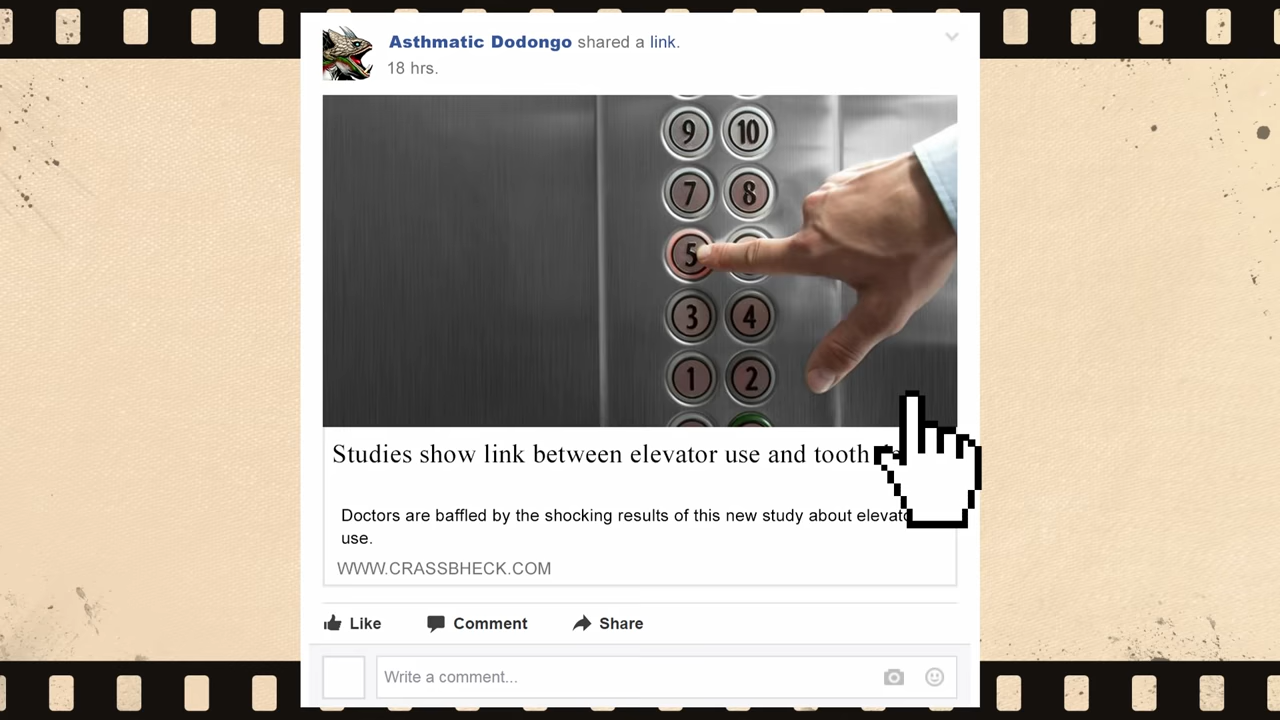 Asthmatic Dodongo shared a link.
18 hrs.
9 10
7 8
5
3 4
1 2
Studies show link between elevator use and tooth
Doctors are baffled by the shocking results of this new study about
use.
WWW.CRASSBHECK.COM
Like Comment Share
Write a comment...